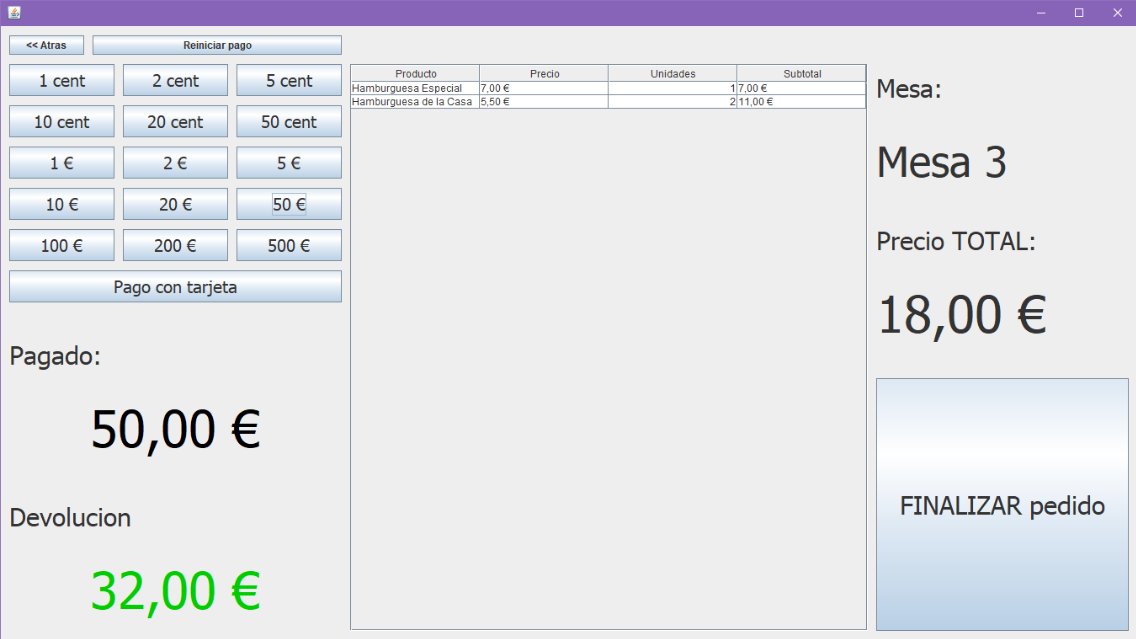 << Atras Reiniciar pago
1 cent 2 cent 5 cent
10 cent 20 cent 50 cent
1 € 2 € 5 €
10 € 20 € 50 €
100 € 200 € 500 €
Pago con tarjeta
Pagado:
50,00 €
Devolucion
32,00 €
Producto Precio Unidades Subtotal
Hamburguesa Especial 7,00 € 1 7,00 €
Hamburguesa de la Casa 5,50 € 2 11,00 €
Mesa:
Mesa 3
Precio TOTAL:
18,00 €
FINALIZAR pedido